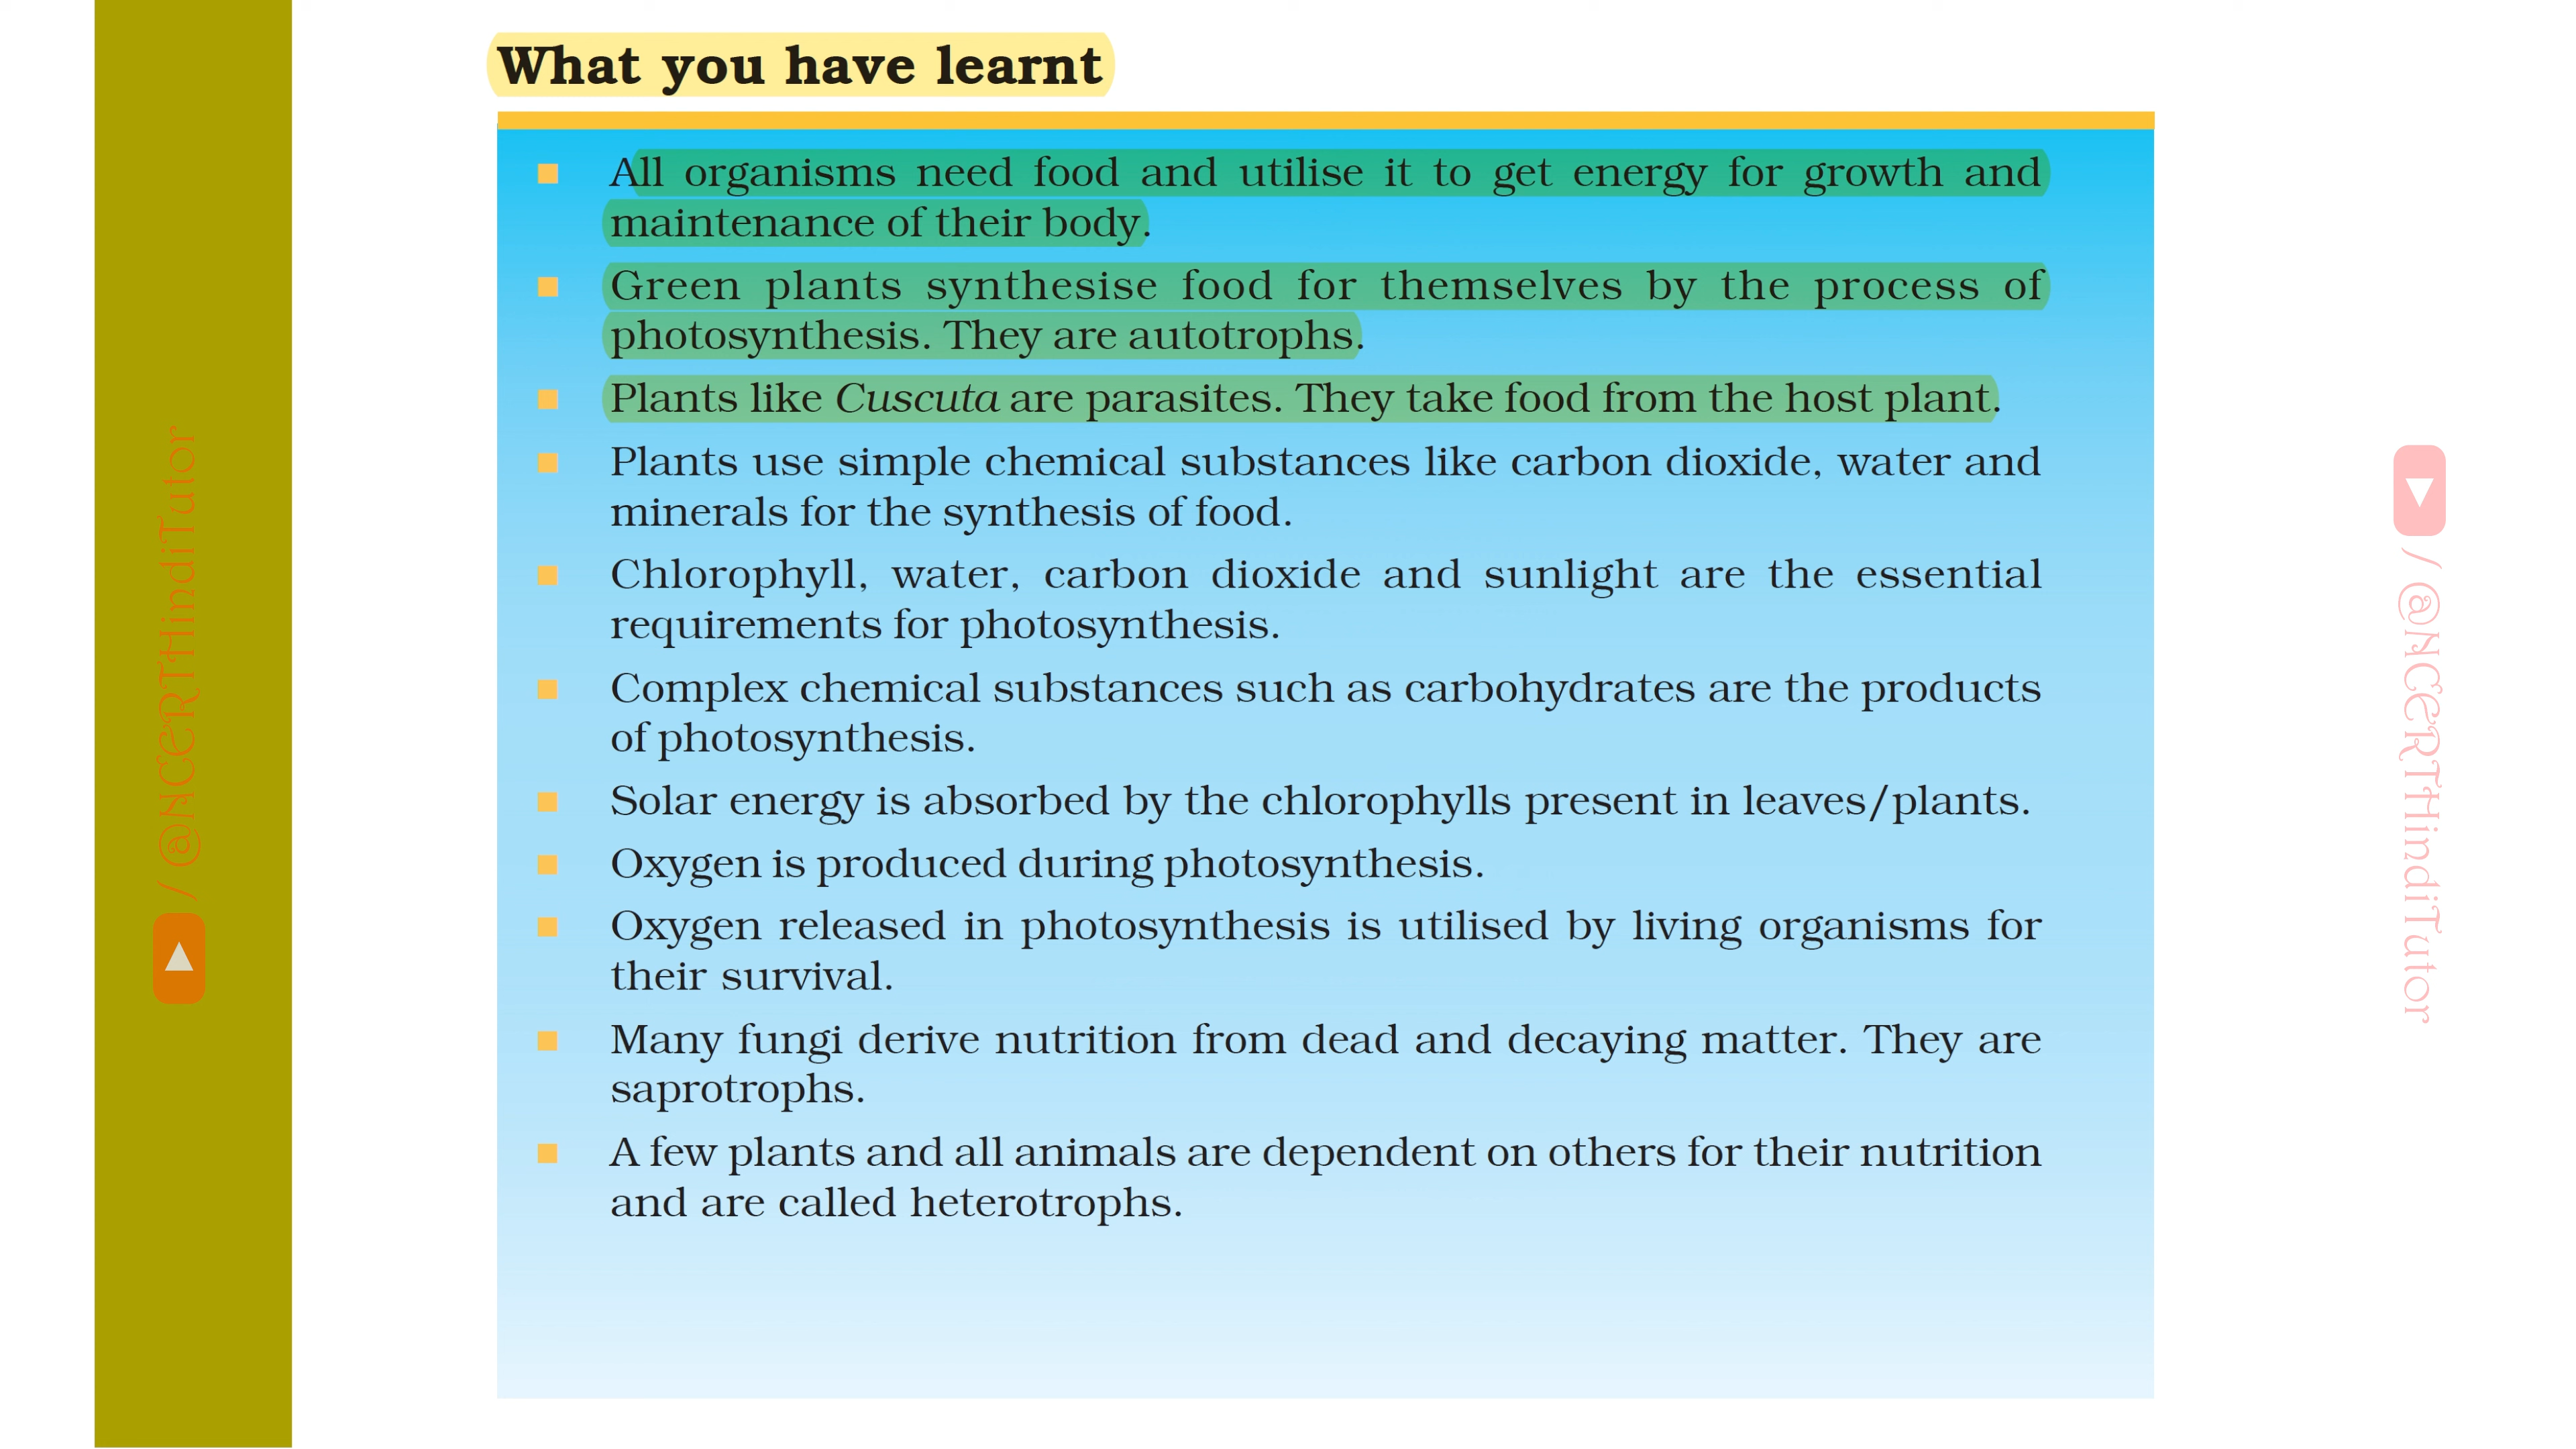 What you have learnt
All organisms need food and utilise it to get energy for growth and
maintenance of their body.
Green plants synthesise food for themselves by the process of
photosynthesis. They are autotrophs.
Plants like Cuscuta are parasites. They take food from the host plant.
Plants use simple chemical substances like carbon dioxide, water and
minerals for the synthesis of food.
Chlorophyll, water, carbon dioxide and sunlight are the essential
requirements for photosynthesis.
Complex chemical substances such as carbohydrates are the products
of photosynthesis.
Solar energy is absorbed by the chlorophylls present in leaves/plants.
Oxygen is produced during photosynthesis.
Oxygen released in photosynthesis is utilised by living organisms for
their survival.
Many fungi derive nutrition from dead and decaying matter. They are
saprotrophs.
A few plants and all animals are dependent on others for their nutrition
and are called heterotrophs.
/ @NCERTHindiTutor
/ @NCERTHindiTutor